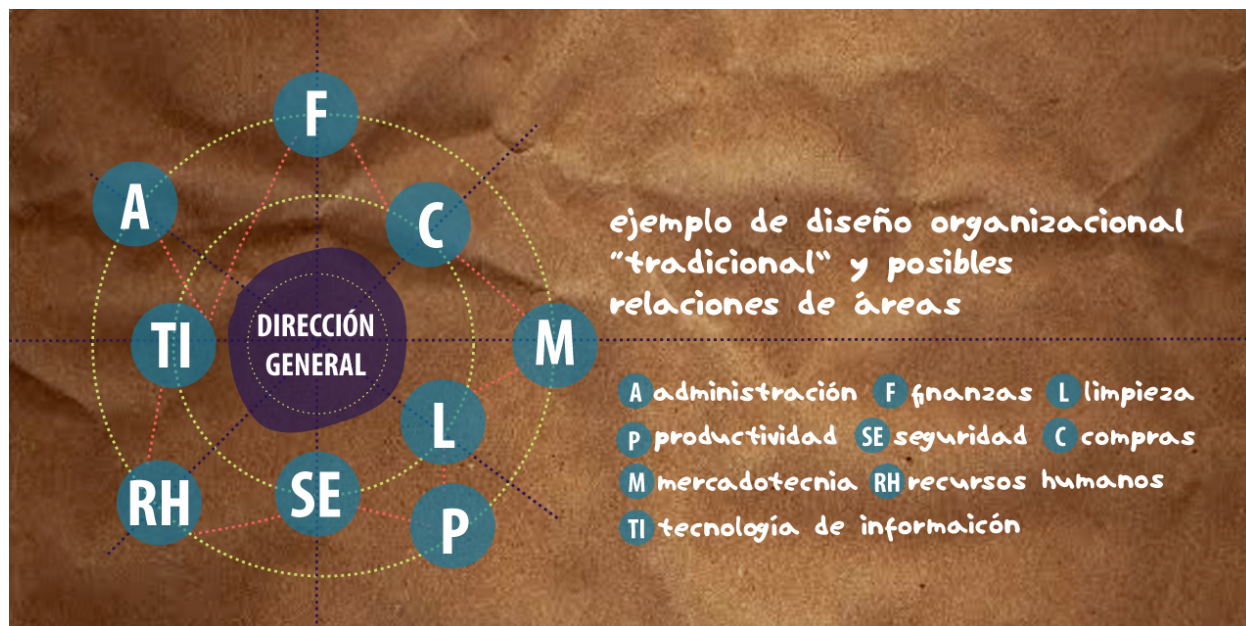 F
A
C
TI
DIRECCIÓN
GENERAL
M
L
RH
SE
P
ejemplo de diseño organizacional
"tradicional" y posibles
relaciones de áreas
A administración F finanzas L limpieza
P productividad SE seguridad C compras
M mercadotecnia RH recursos humanos
TI tecnología de informaicón